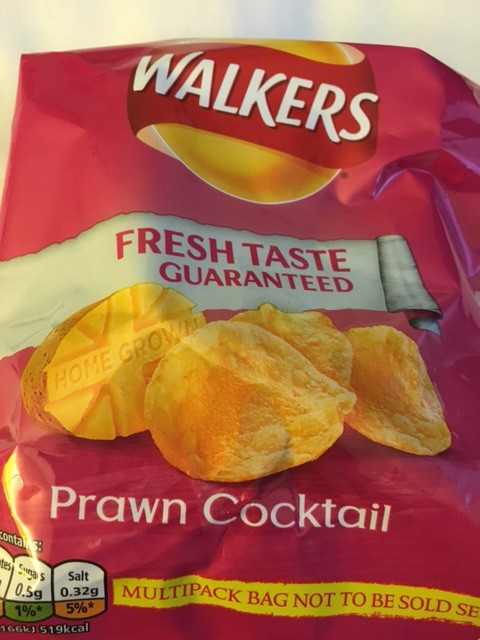 WALKERS
FRESH TASTE
GUARANTEED
HOME GROWN
Prawn Cocktail
Sugars Salt
0.5g 0.32g
1%* 5%*
519kcal
MULTIPACK BAG NOT TO BE SOLD